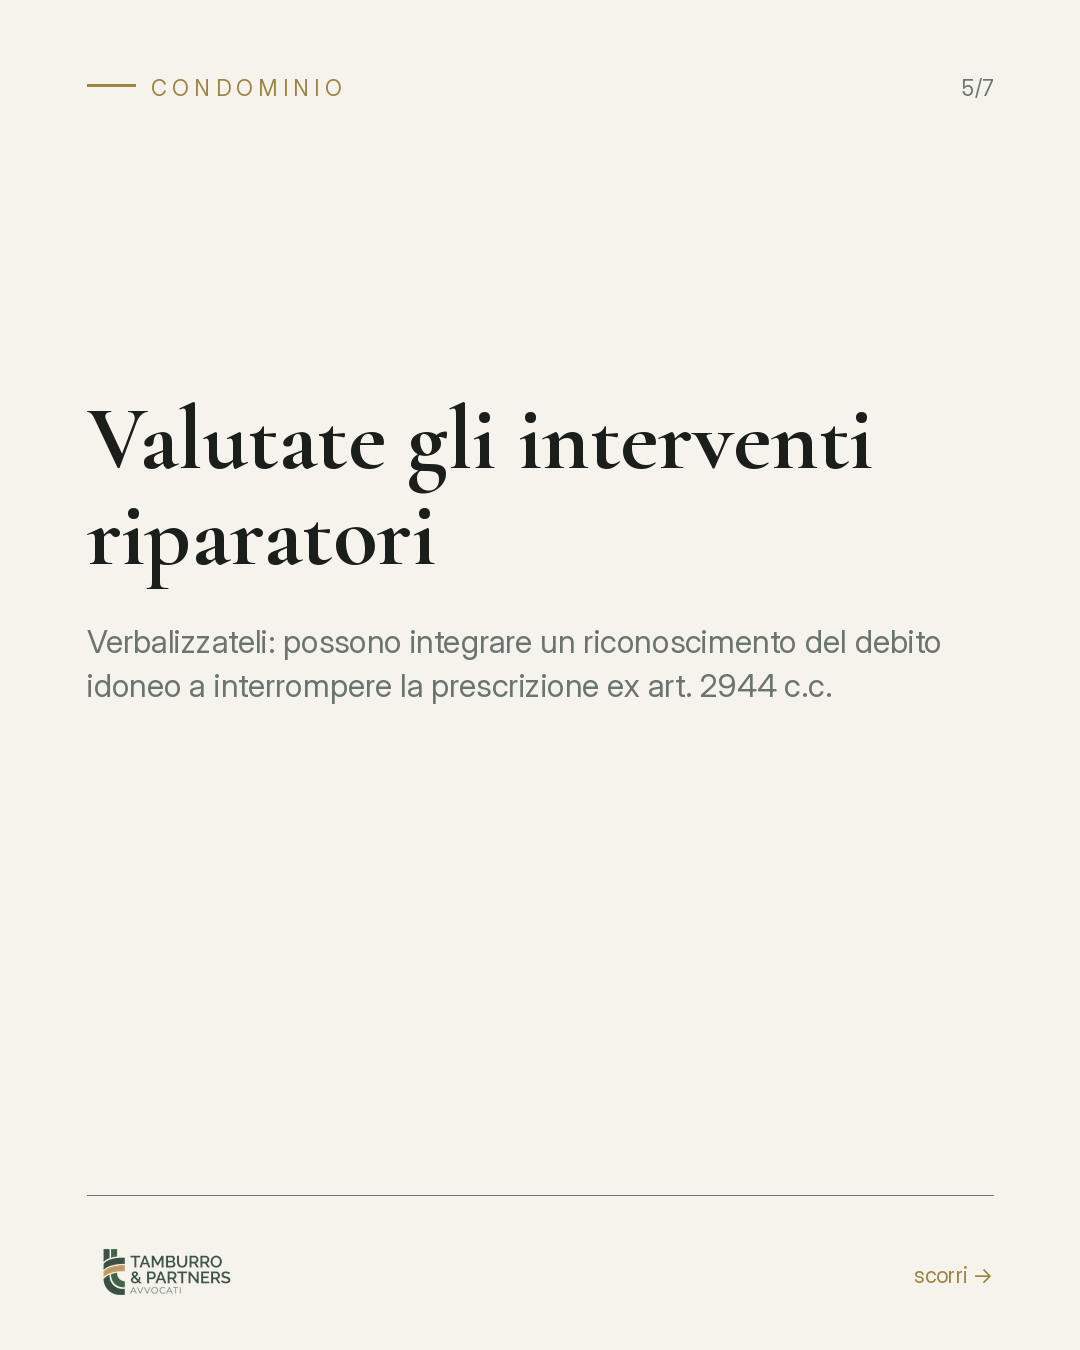 CONDOMINIO
5/7
Valutate gli interventi
riparatori
Verbalizzateli: possono integrare un riconoscimento del debito
idoneo a interrompere la prescrizione ex art. 2944 c.c.
TAMBURRO
& PARTNERS
AVVOCATI
scorri →